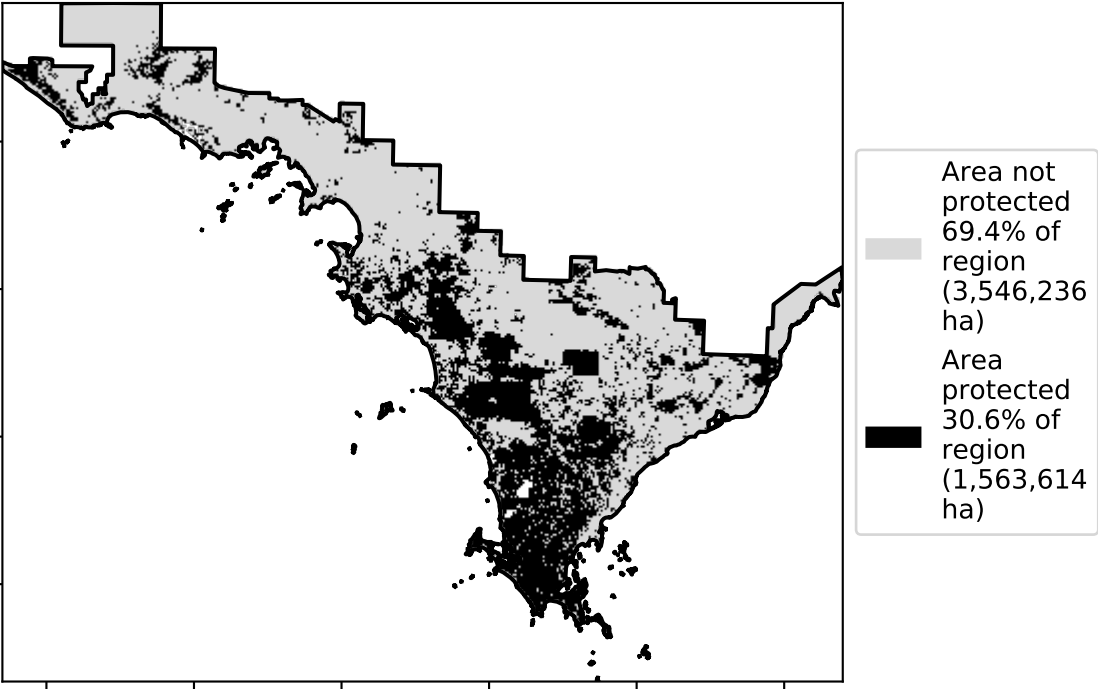 Area not
protected
69.4% of
region
(3,546,236
ha)
Area
protected
30.6% of
region
(1,563,614
ha)